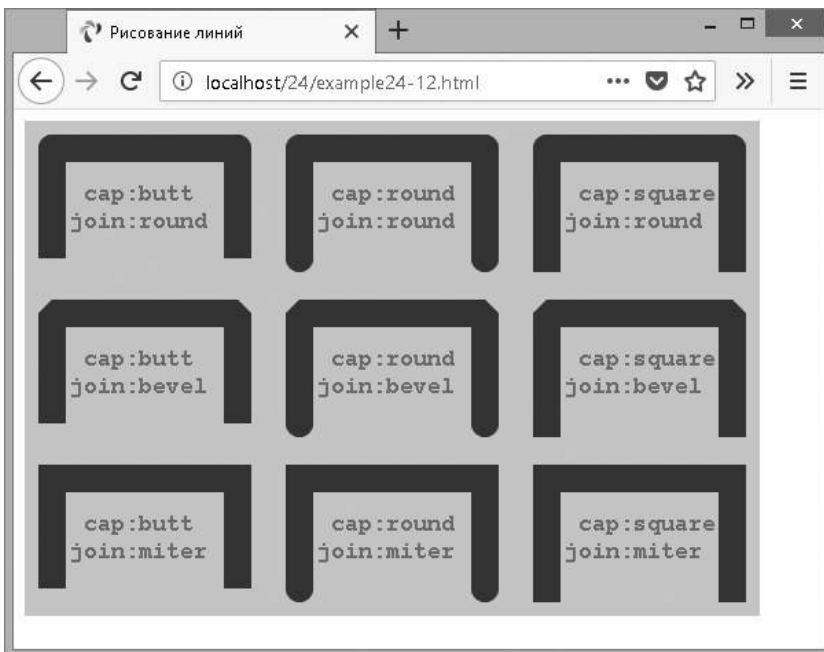 Рисование линий
localhost/24/example24-12.html
cap:butt
join:round
cap:round
join:round
cap:square
join:round
cap:butt
join:bevel
cap:round
join:bevel
cap:square
join:bevel
cap:butt
join:miter
cap:round
join:miter
cap:square
join:miter